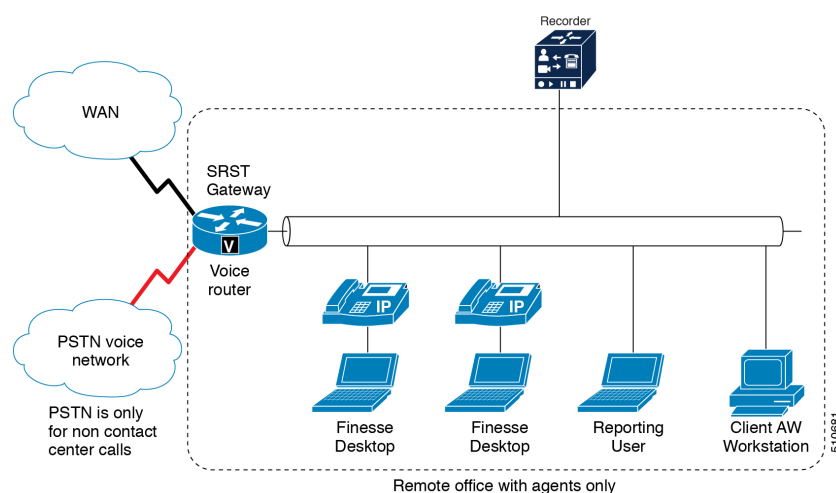 Recorder
WAN
SRST
Gateway
V
Voice
router
IP
IP
PSTN voice
network
PSTN is only
for non contact
center calls
Finesse
Desktop
Finesse
Desktop
Reporting
User
Client AW
Workstation
510681
Remote office with agents only